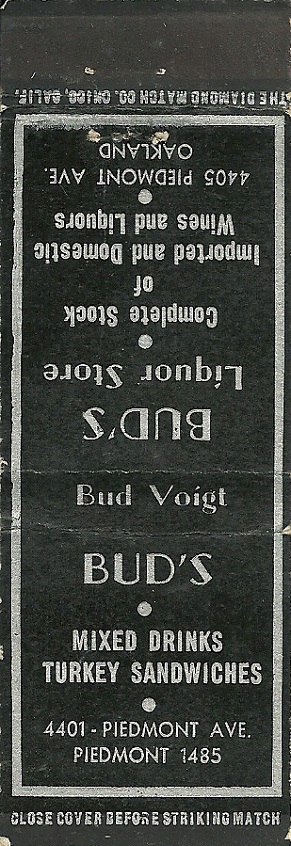 THE DIAMOND MATCH CO. CHICO, CALIF.
BUD'S
Liquor Store
Complete Stock
of
Imported and Domestic
Wines and Liquors
4405 PIEDMONT AVE.
OAKLAND
Bud Voigt
BUD'S
MIXED DRINKS
TURKEY SANDWICHES
4401 - PIEDMONT AVE.
PIEDMONT 1485
CLOSE COVER BEFORE STRIKING MATCH